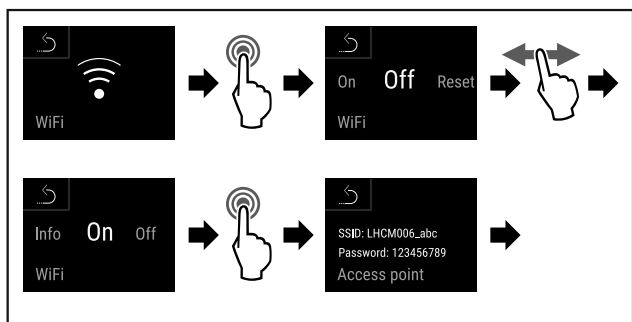 WiFi
On Off Reset
WiFi
Info On Off
WiFi
SSID: LHCM006_abc
Password: 123456789
Access point